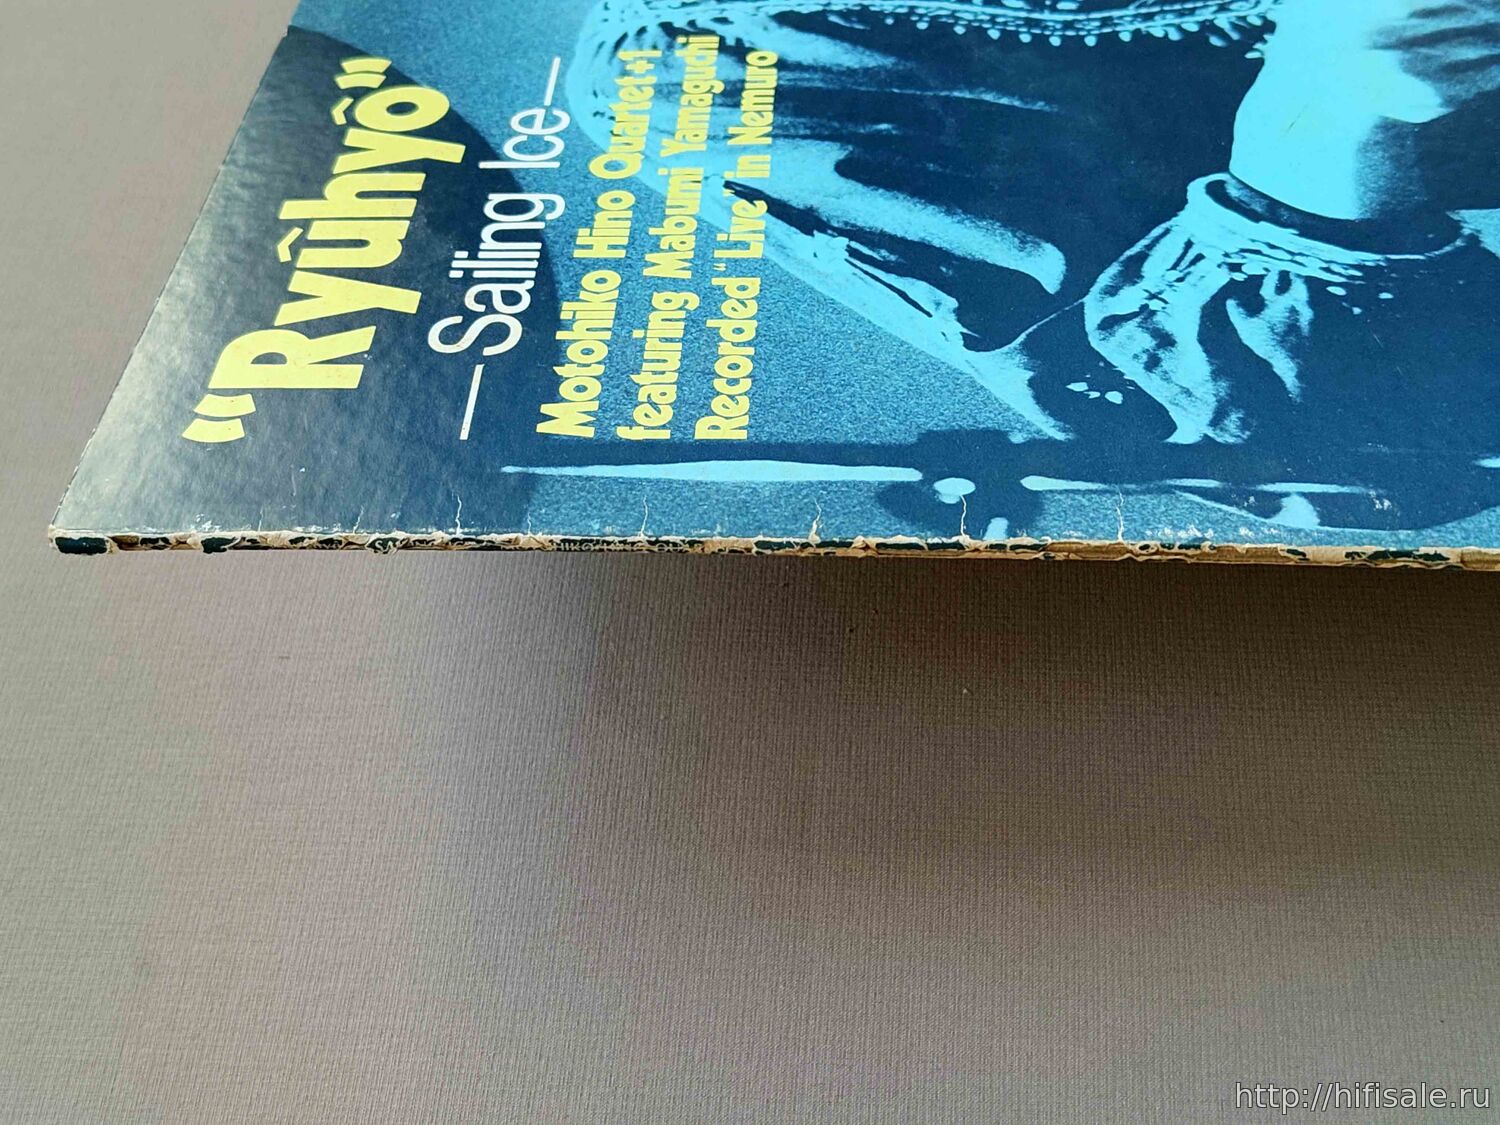 "Ryûhyô"
—Sailing Ice—
Motohiko Hino Quartet+1
featuring Mabumi Yamaguchi
Recorded "Live" in Nemuro
http://hifisale.ru